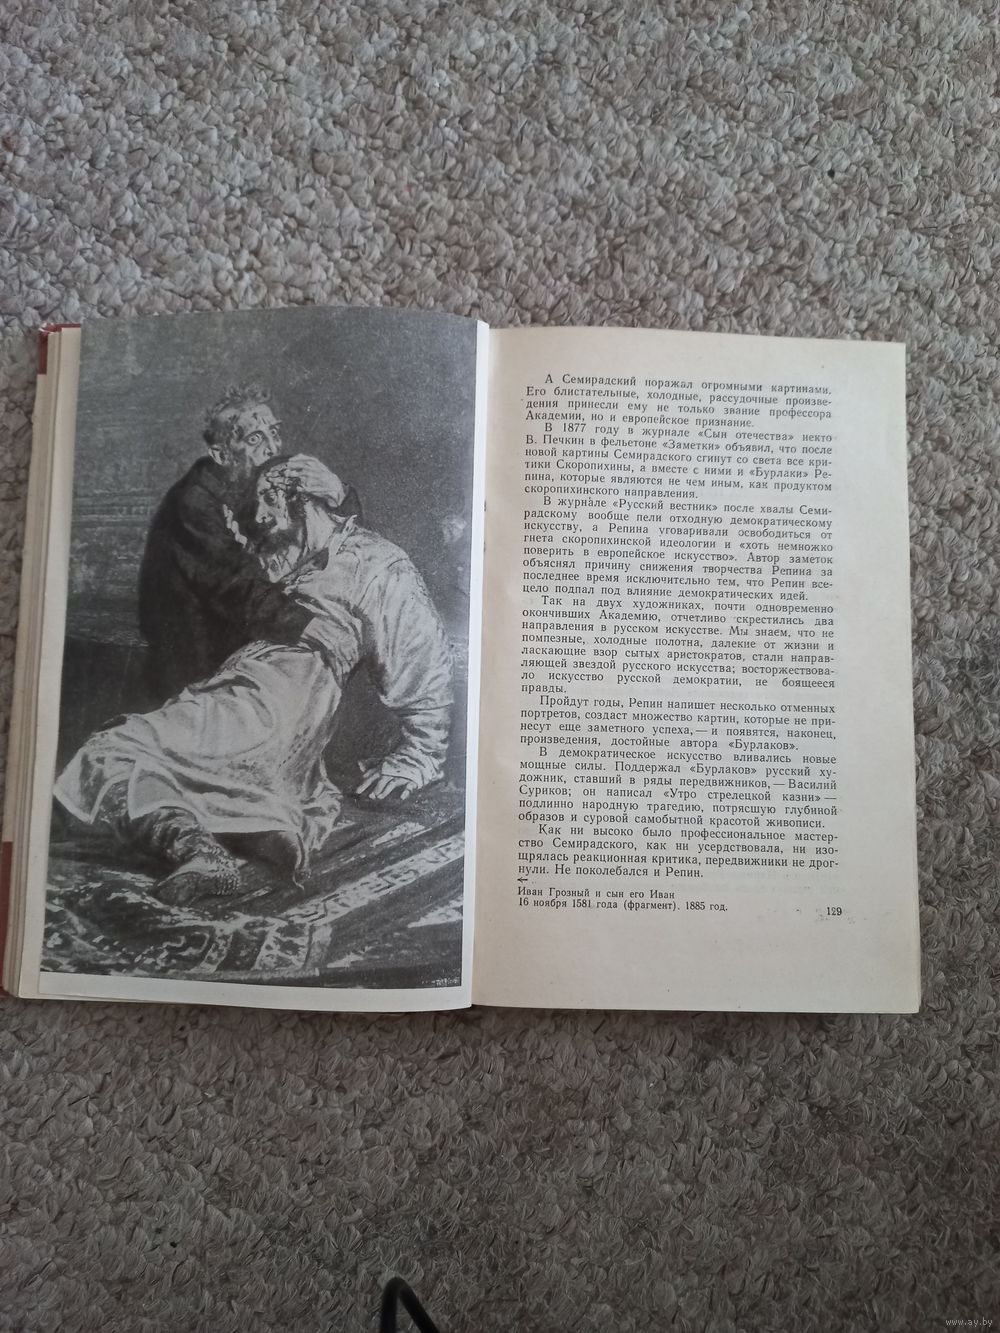 А Семирадский поражал огромными картинами.
Его блистательные, холодные, рассудочные произве-
дения принесли ему не только звание профессора
Академии, но и европейское признание.
В 1877 году в журнале «Сын отечества» некто
В. Печкин в фельетоне «Заметки» объявил, что после
новой картины Семирадского сгинут со света все кри-
тики Скоропихины, а вместе с ними и «Бурлаки» Ре-
пина, которые являются не чем иным, как продуктом
скоропихинского направления.
В журнале «Русский вестник» после хвалы Семи-
радскому вообще пели отходную демократическому
искусству, а Репина уговаривали освободиться от
гнета скоропихинской идеологии и «хоть немножко
поверить в европейское искусство». Автор заметок
объяснял причину снижения творчества Репина за
последнее время исключительно тем, что Репин все-
цело подпал под влияние демократических идей.
Так на двух художниках, почти одновременно
окончивших Академию, отчетливо скрестились два
направления в русском искусстве. Мы знаем, что не
помпезные, холодные полотна, далекие от жизни и
ласкающие взор сытых аристократов, стали направ-
ляющей звездой русского искусства; восторжествова-
ло искусство русской демократии, не боящееся
правды.
Пройдут годы, Репин напишет несколько отменных
портретов, создаст множество картин, которые не при-
несут еще заметного успеха, — и появятся, наконец,
произведения, достойные автора «Бурлаков».
В демократическое искусство вливались новые
мощные силы. Поддержал «Бурлаков» русский ху-
дожник, ставший в ряды передвижников, — Василий
Суриков; он написал «Утро стрелецкой казни» —
подлинно народную трагедию, потрясшую глубиной
образов и суровой самобытной красотой живописи.
Как ни высоко было профессиональное мастер-
ство Семирадского, как ни усердствовала, ни изо-
щрялась реакционная критика, передвижники не дрог-
нули. Не поколебался и Репин.
←
Иван Грозный и сын его Иван
16 ноября 1581 года (фрагмент). 1885 год.
129
www.ay.by